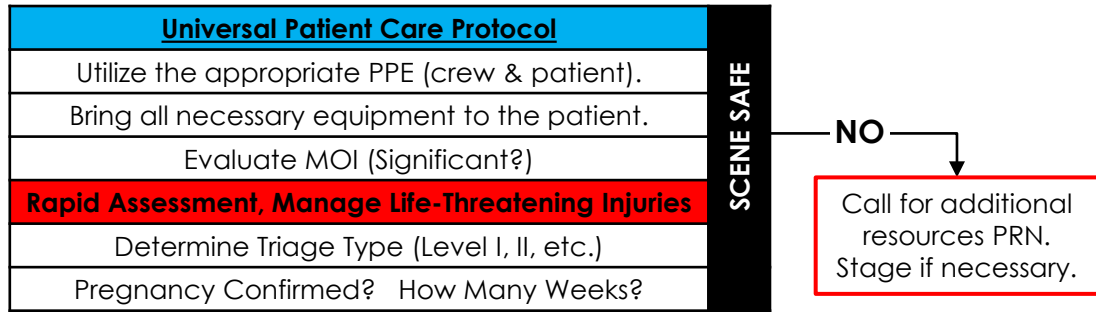 Universal Patient Care Protocol
Utilize the appropriate PPE (crew & patient).
Bring all necessary equipment to the patient.
Evaluate MOI (Significant?)
Rapid Assessment, Manage Life-Threatening Injuries
Determine Triage Type (Level I, II, etc.)
Pregnancy Confirmed? How Many Weeks?
SCENE SAFE
NO
Call for additional
resources PRN.
Stage if necessary.